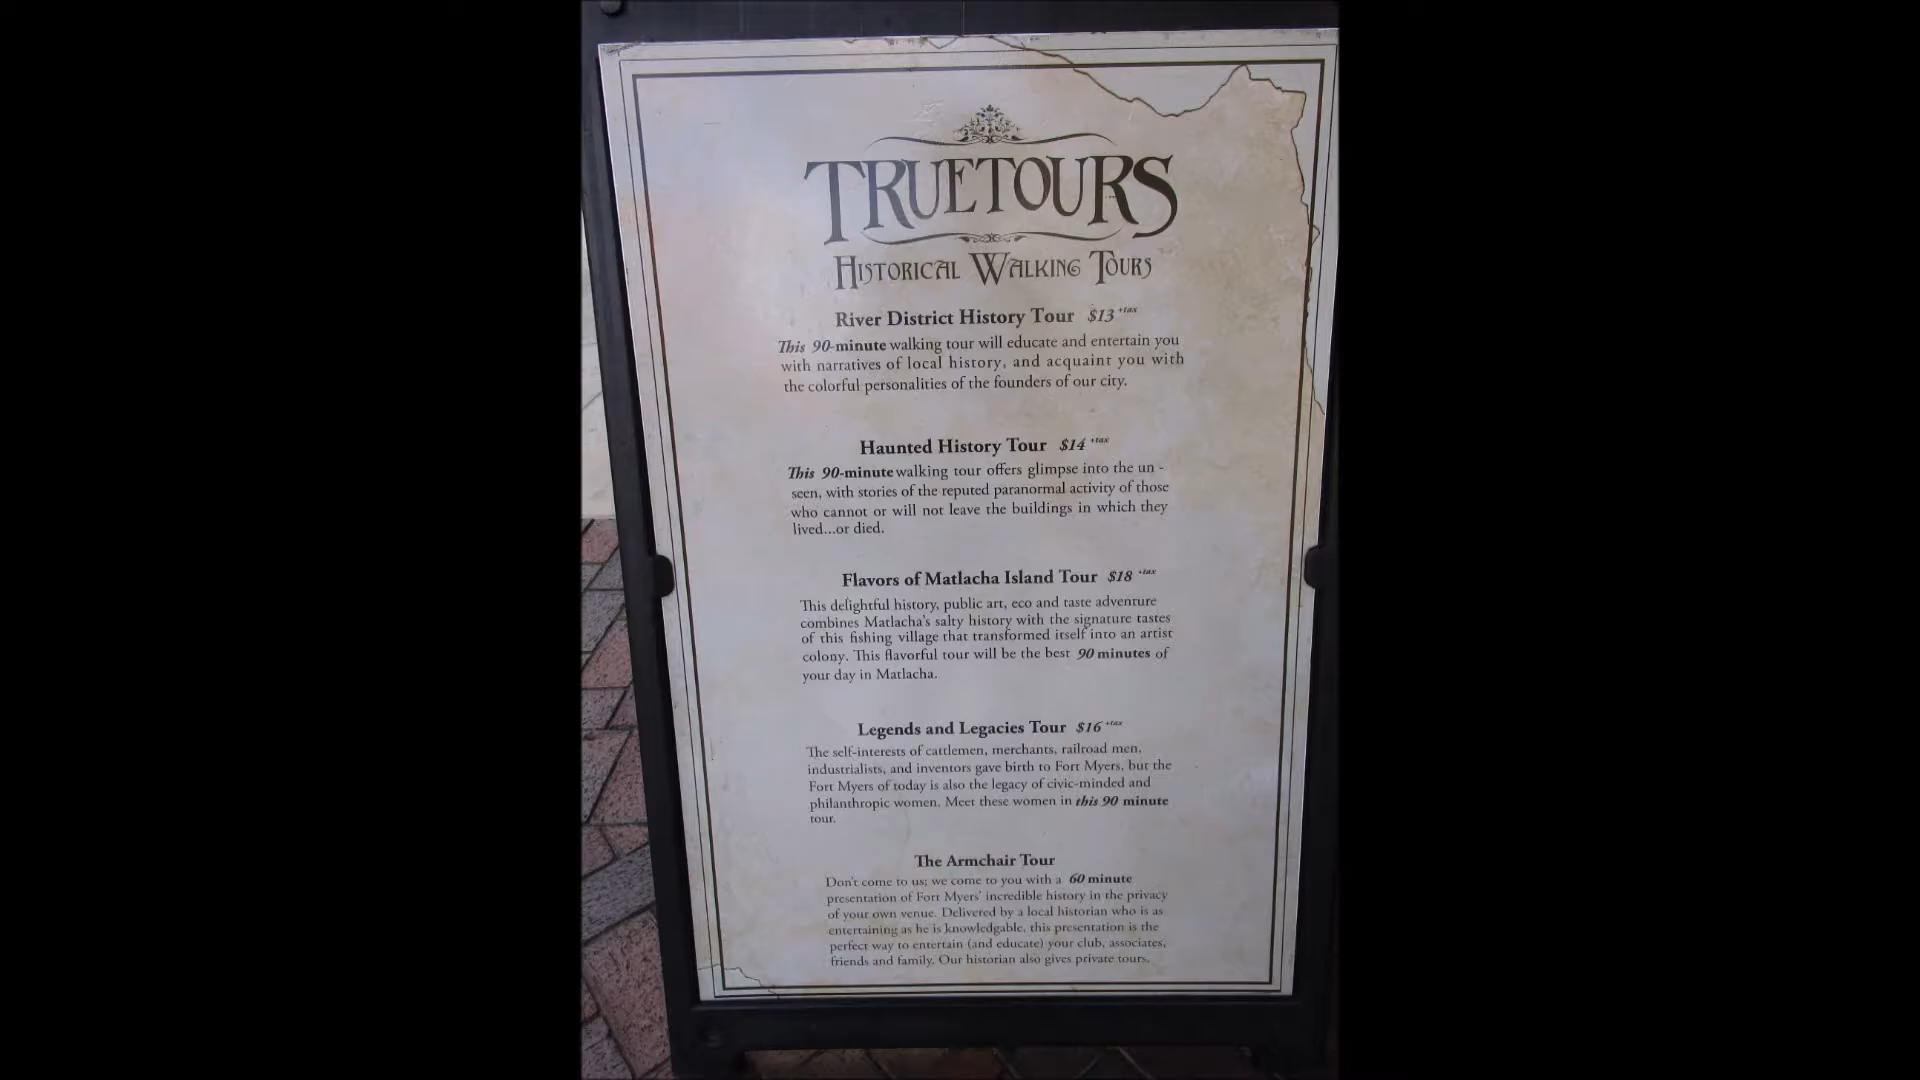 TRUETOURS
HISTORICAL WALKING TOURS
River District History Tour $13 +tax
This 90-minute walking tour will educate and entertain you
with narratives of local history, and acquaint you with
the colorful personalities of the founders of our city.
Haunted History Tour $14 +tax
This 90-minute walking tour offers glimpse into the un -
seen, with stories of the reputed paranormal activity of those
who cannot or will not leave the buildings in which they
lived...or died.
Flavors of Matlacha Island Tour $18 +tax
This delightful history, public art, eco and taste adventure
combines Matlacha's salty history with the signature tastes
of this fishing village that transformed itself into an artist
colony. This flavorful tour will be the best 90 minutes of
your day in Matlacha.
Legends and Legacies Tour $16 +tax
The self-interests of cattlemen, merchants, railroad men,
industrialists, and inventors gave birth to Fort Myers, but the
Fort Myers of today is also the legacy of civic-minded and
philanthropic women. Meet these women in this 90 minute
tour.
The Armchair Tour
Don't come to us; we come to you with a 60 minute
presentation of Fort Myers' incredible history in the privacy
of your own venue. Delivered by a local historian who is as
entertaining as he is knowledgable, this presentation is the
perfect way to entertain (and educate) your club, associates,
friends and family. Our historian also gives private tours.